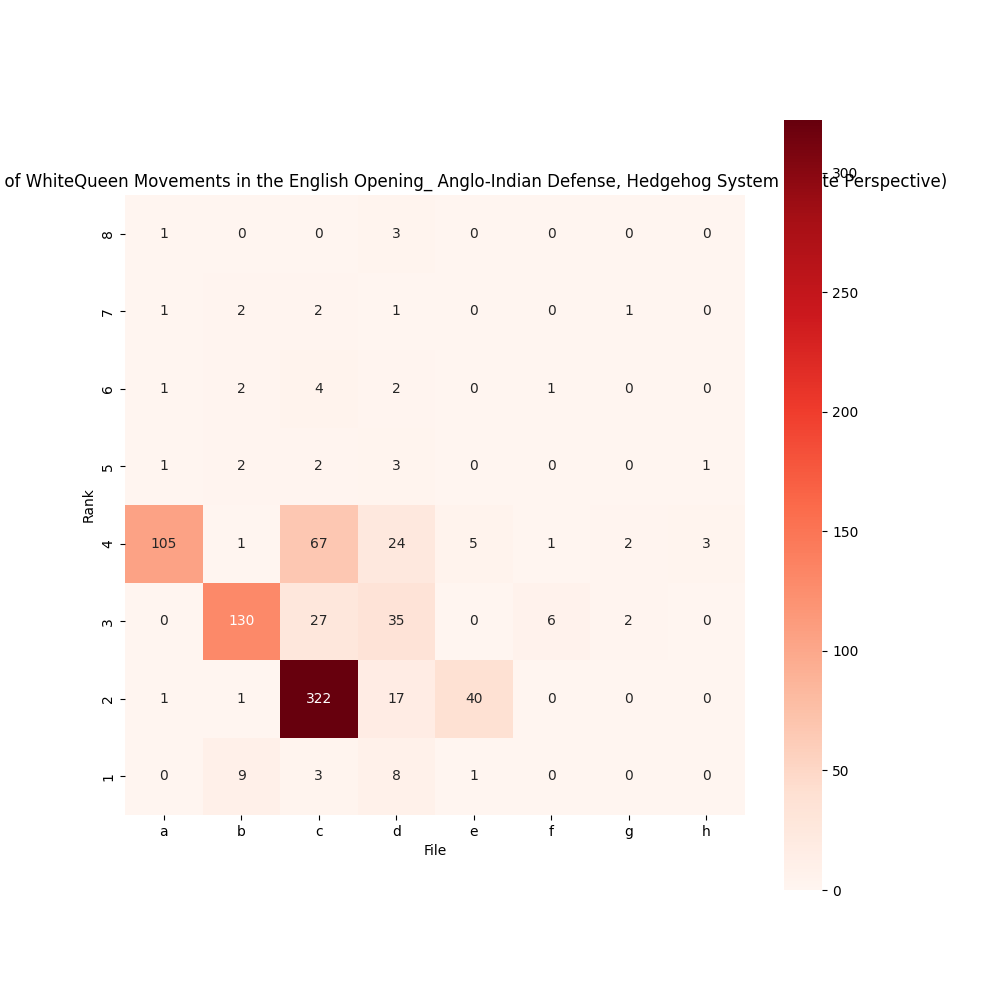 of WhiteQueen Movements in the English Opening_ Anglo-Indian Defense, Hedgehog System Perspective)
8 1 0 0 3 0 0 0 0
7 1 2 2 1 0 0 1 0
6 1 2 4 2 0 1 0 0
5 1 2 2 3 0 0 0 1
4 105 1 67 24 5 1 2 3
3 0 130 27 35 0 6 2 0
2 1 1 322 17 40 0 0 0
1 0 9 3 8 1 0 0 0
a b c d e f g h
File
Rank
300
250
200
150
100
50
0